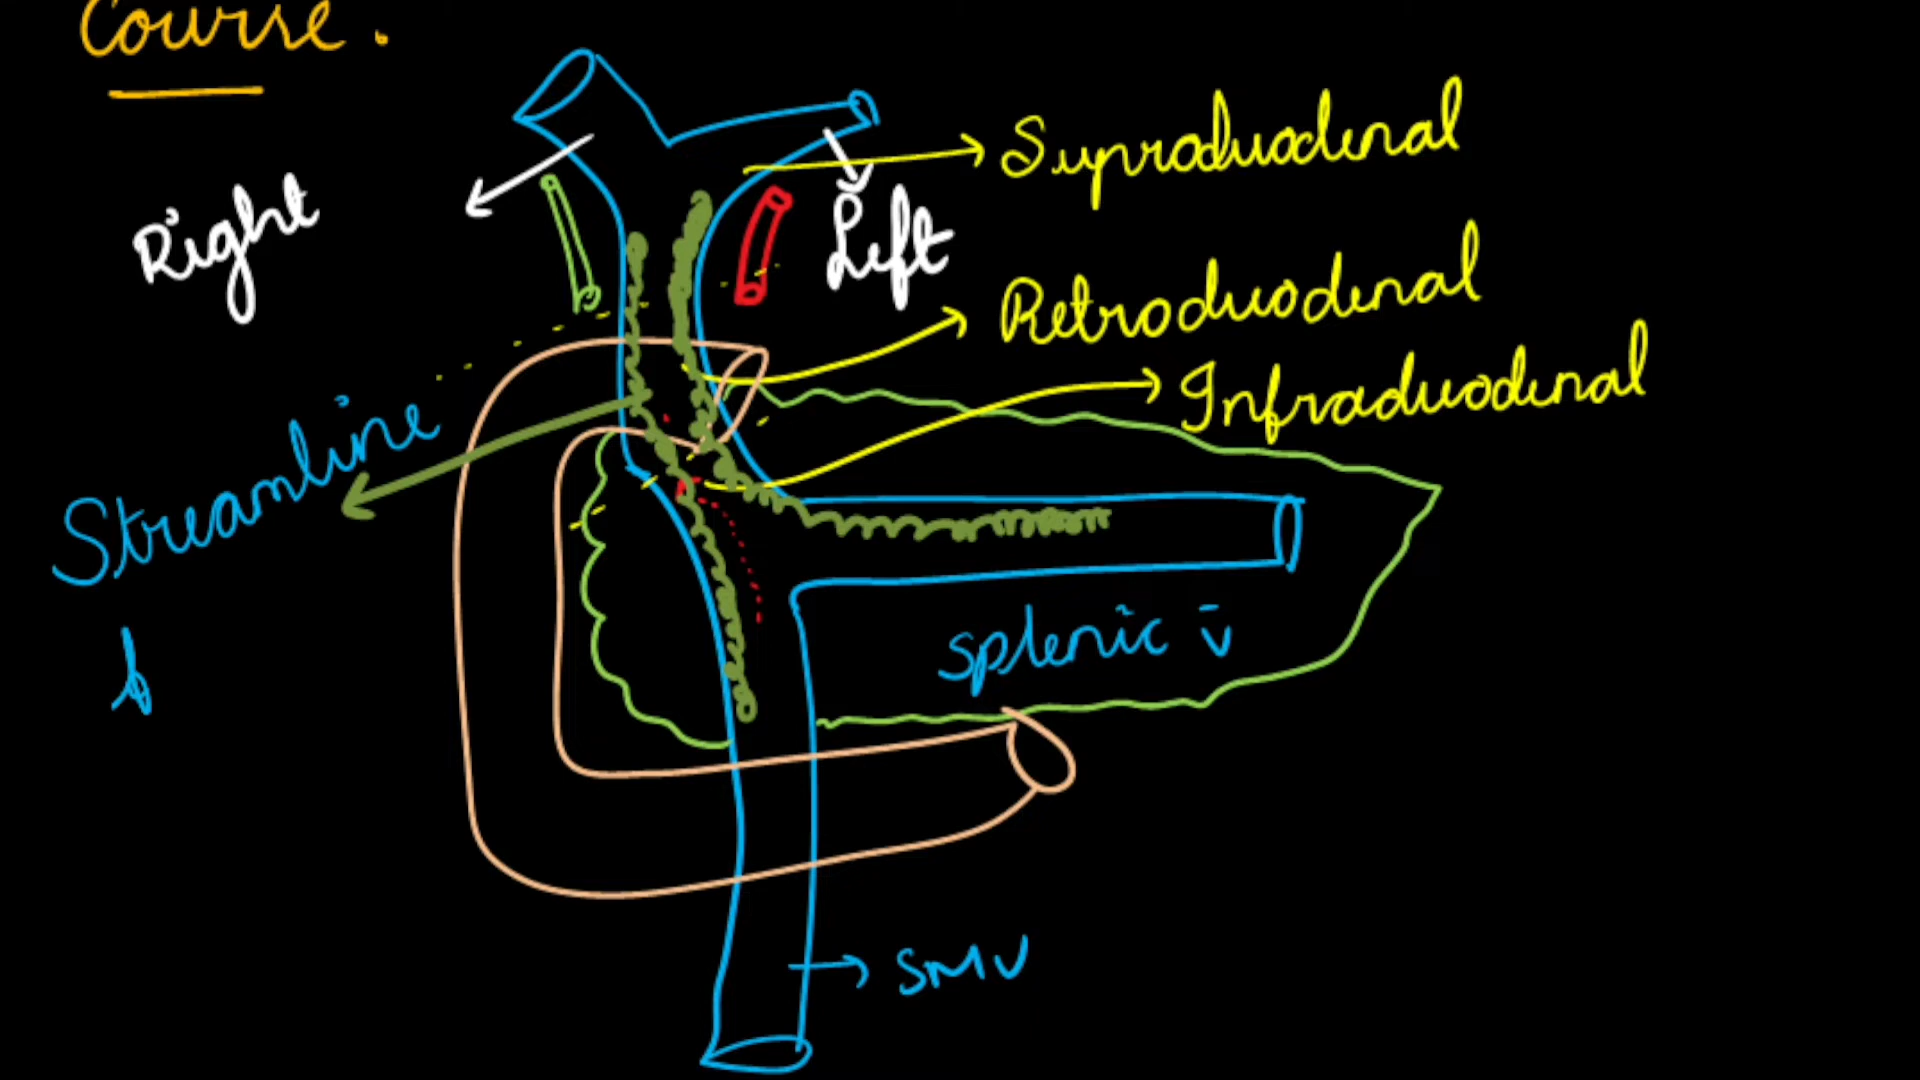 Course.
Supraduodenal
Right
Left
Retroduodenal
Infraduodenal
Streamline
splenic v̄
SMV